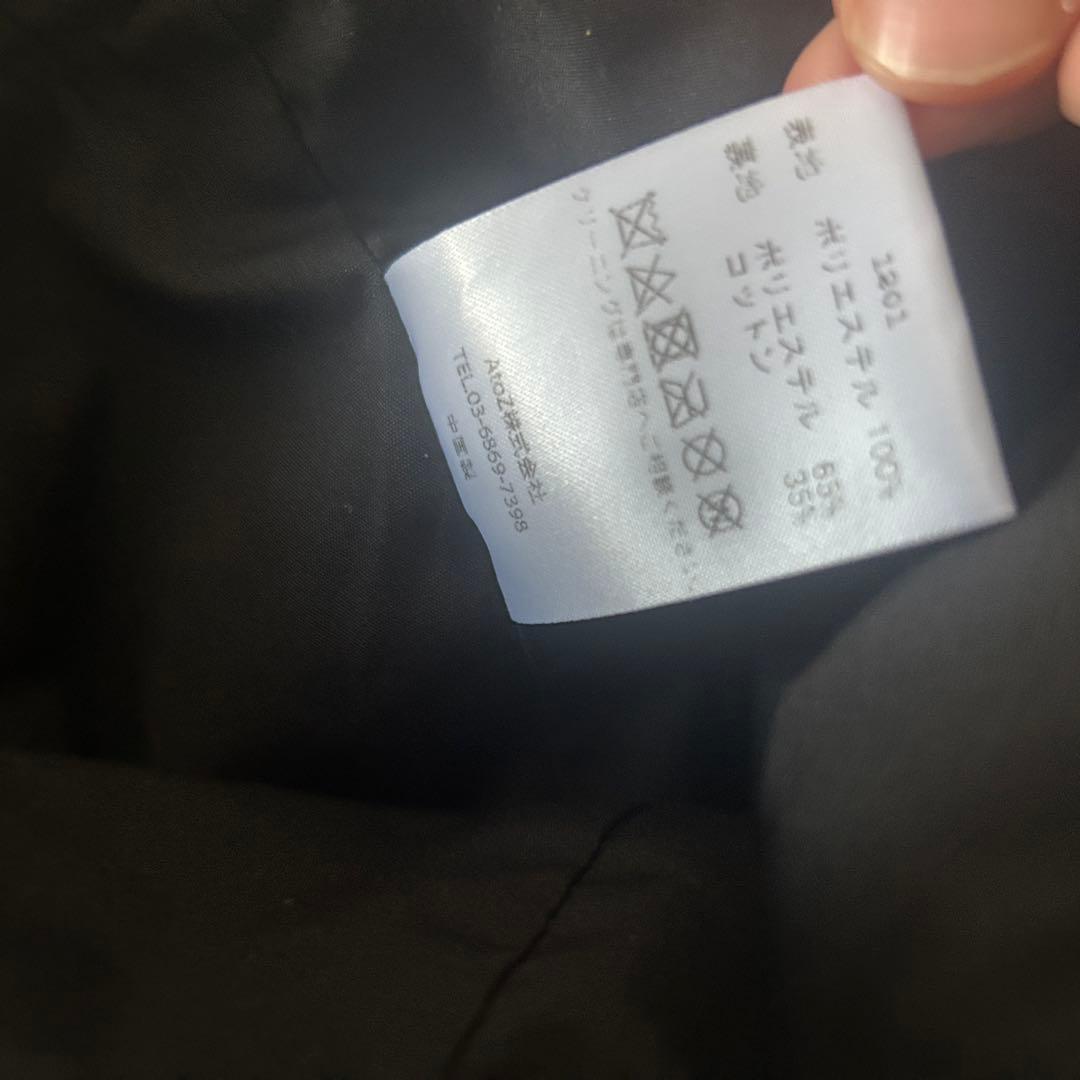 1201
表地 ポリエステル 100%
裏地 ポリエステル 65%
コットン 35%
クリーニングは専門店へご相談ください
AtoZ株式会社
TEL.03-6869-7398
中国製